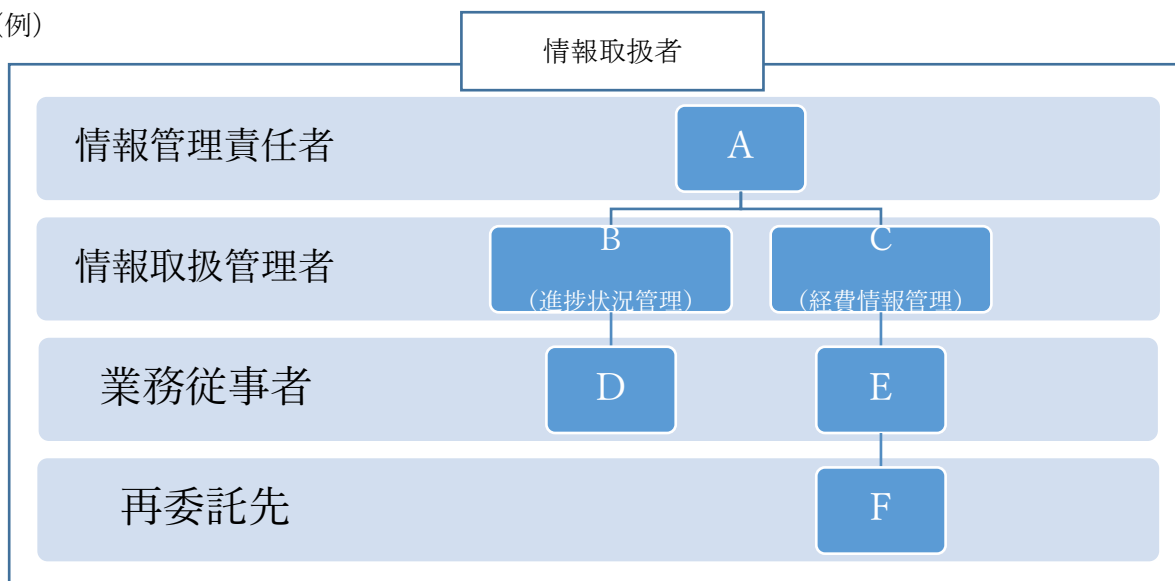 （例）
情報取扱者
情報管理責任者
A
情報取扱管理者
B
（進捗状況管理）
C
（経費情報管理）
業務従事者
D
E
再委託先
F